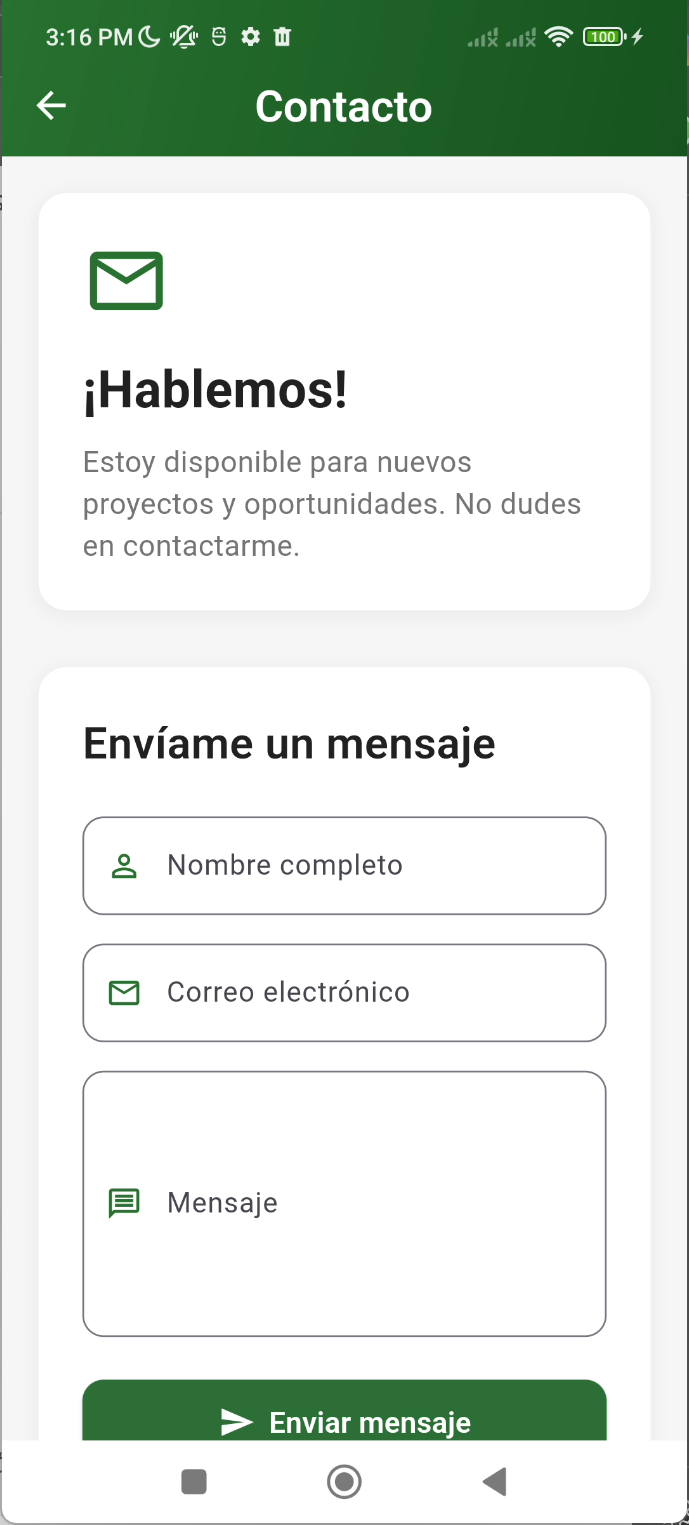 3:16 PM
100
Contacto
¡Hablemos!
Estoy disponible para nuevos
proyectos y oportunidades. No dudes
en contactarme.
Envíame un mensaje
Nombre completo
Correo electrónico
Mensaje
Enviar mensaje